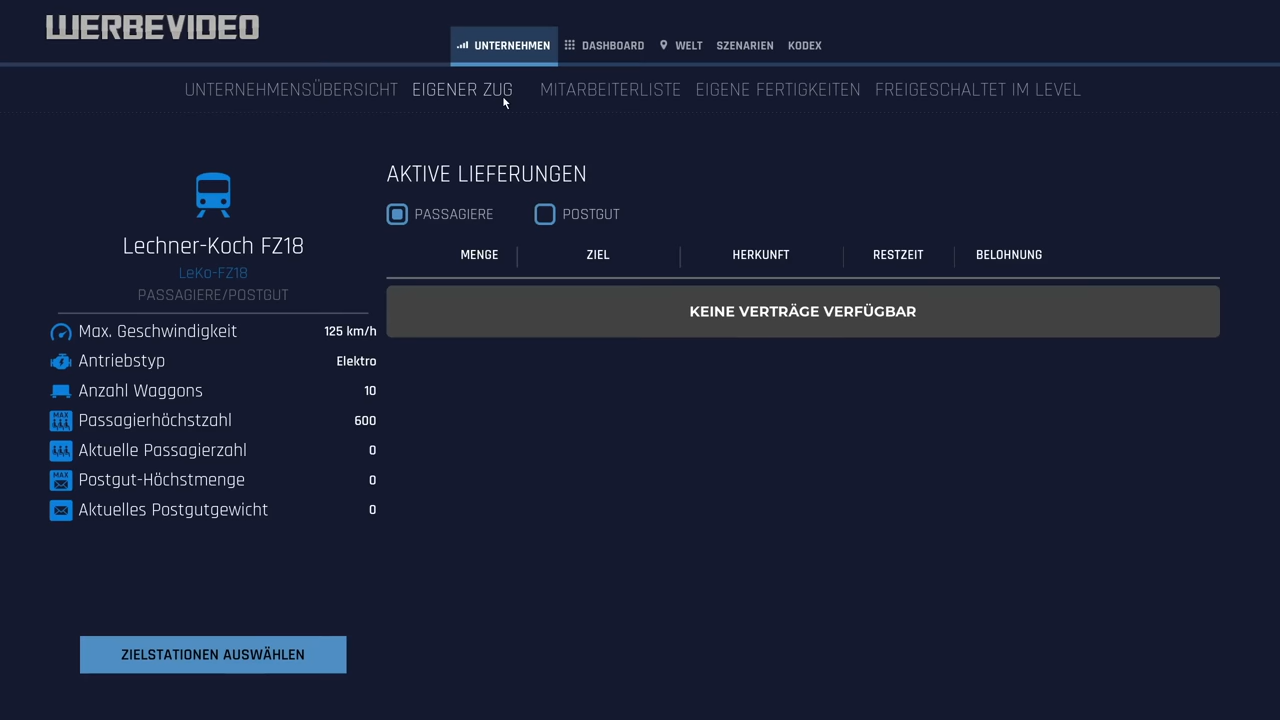 WERBEVIDEO
UNTERNEHMEN DASHBOARD WELT SZENARIEN KODEX
UNTERNEHMENSÜBERSICHT EIGENER ZUG MITARBEITERLISTE EIGENE FERTIGKEITEN FREIGESCHALTET IM LEVEL
Lechner-Koch FZ18
LeKo-FZ18
PASSAGIERE/POSTGUT
Max. Geschwindigkeit 125 km/h
Antriebstyp Elektro
Anzahl Waggons 10
MAX Passagierhöchstzahl 600
Aktuelle Passagierzahl 0
MAX Postgut-Höchstmenge 0
Aktuelles Postgutgewicht 0
ZIELSTATIONEN AUSWÄHLEN
AKTIVE LIEFERUNGEN
PASSAGIERE POSTGUT
MENGE ZIEL HERKUNFT RESTZEIT BELOHNUNG
KEINE VERTRÄGE VERFÜGBAR